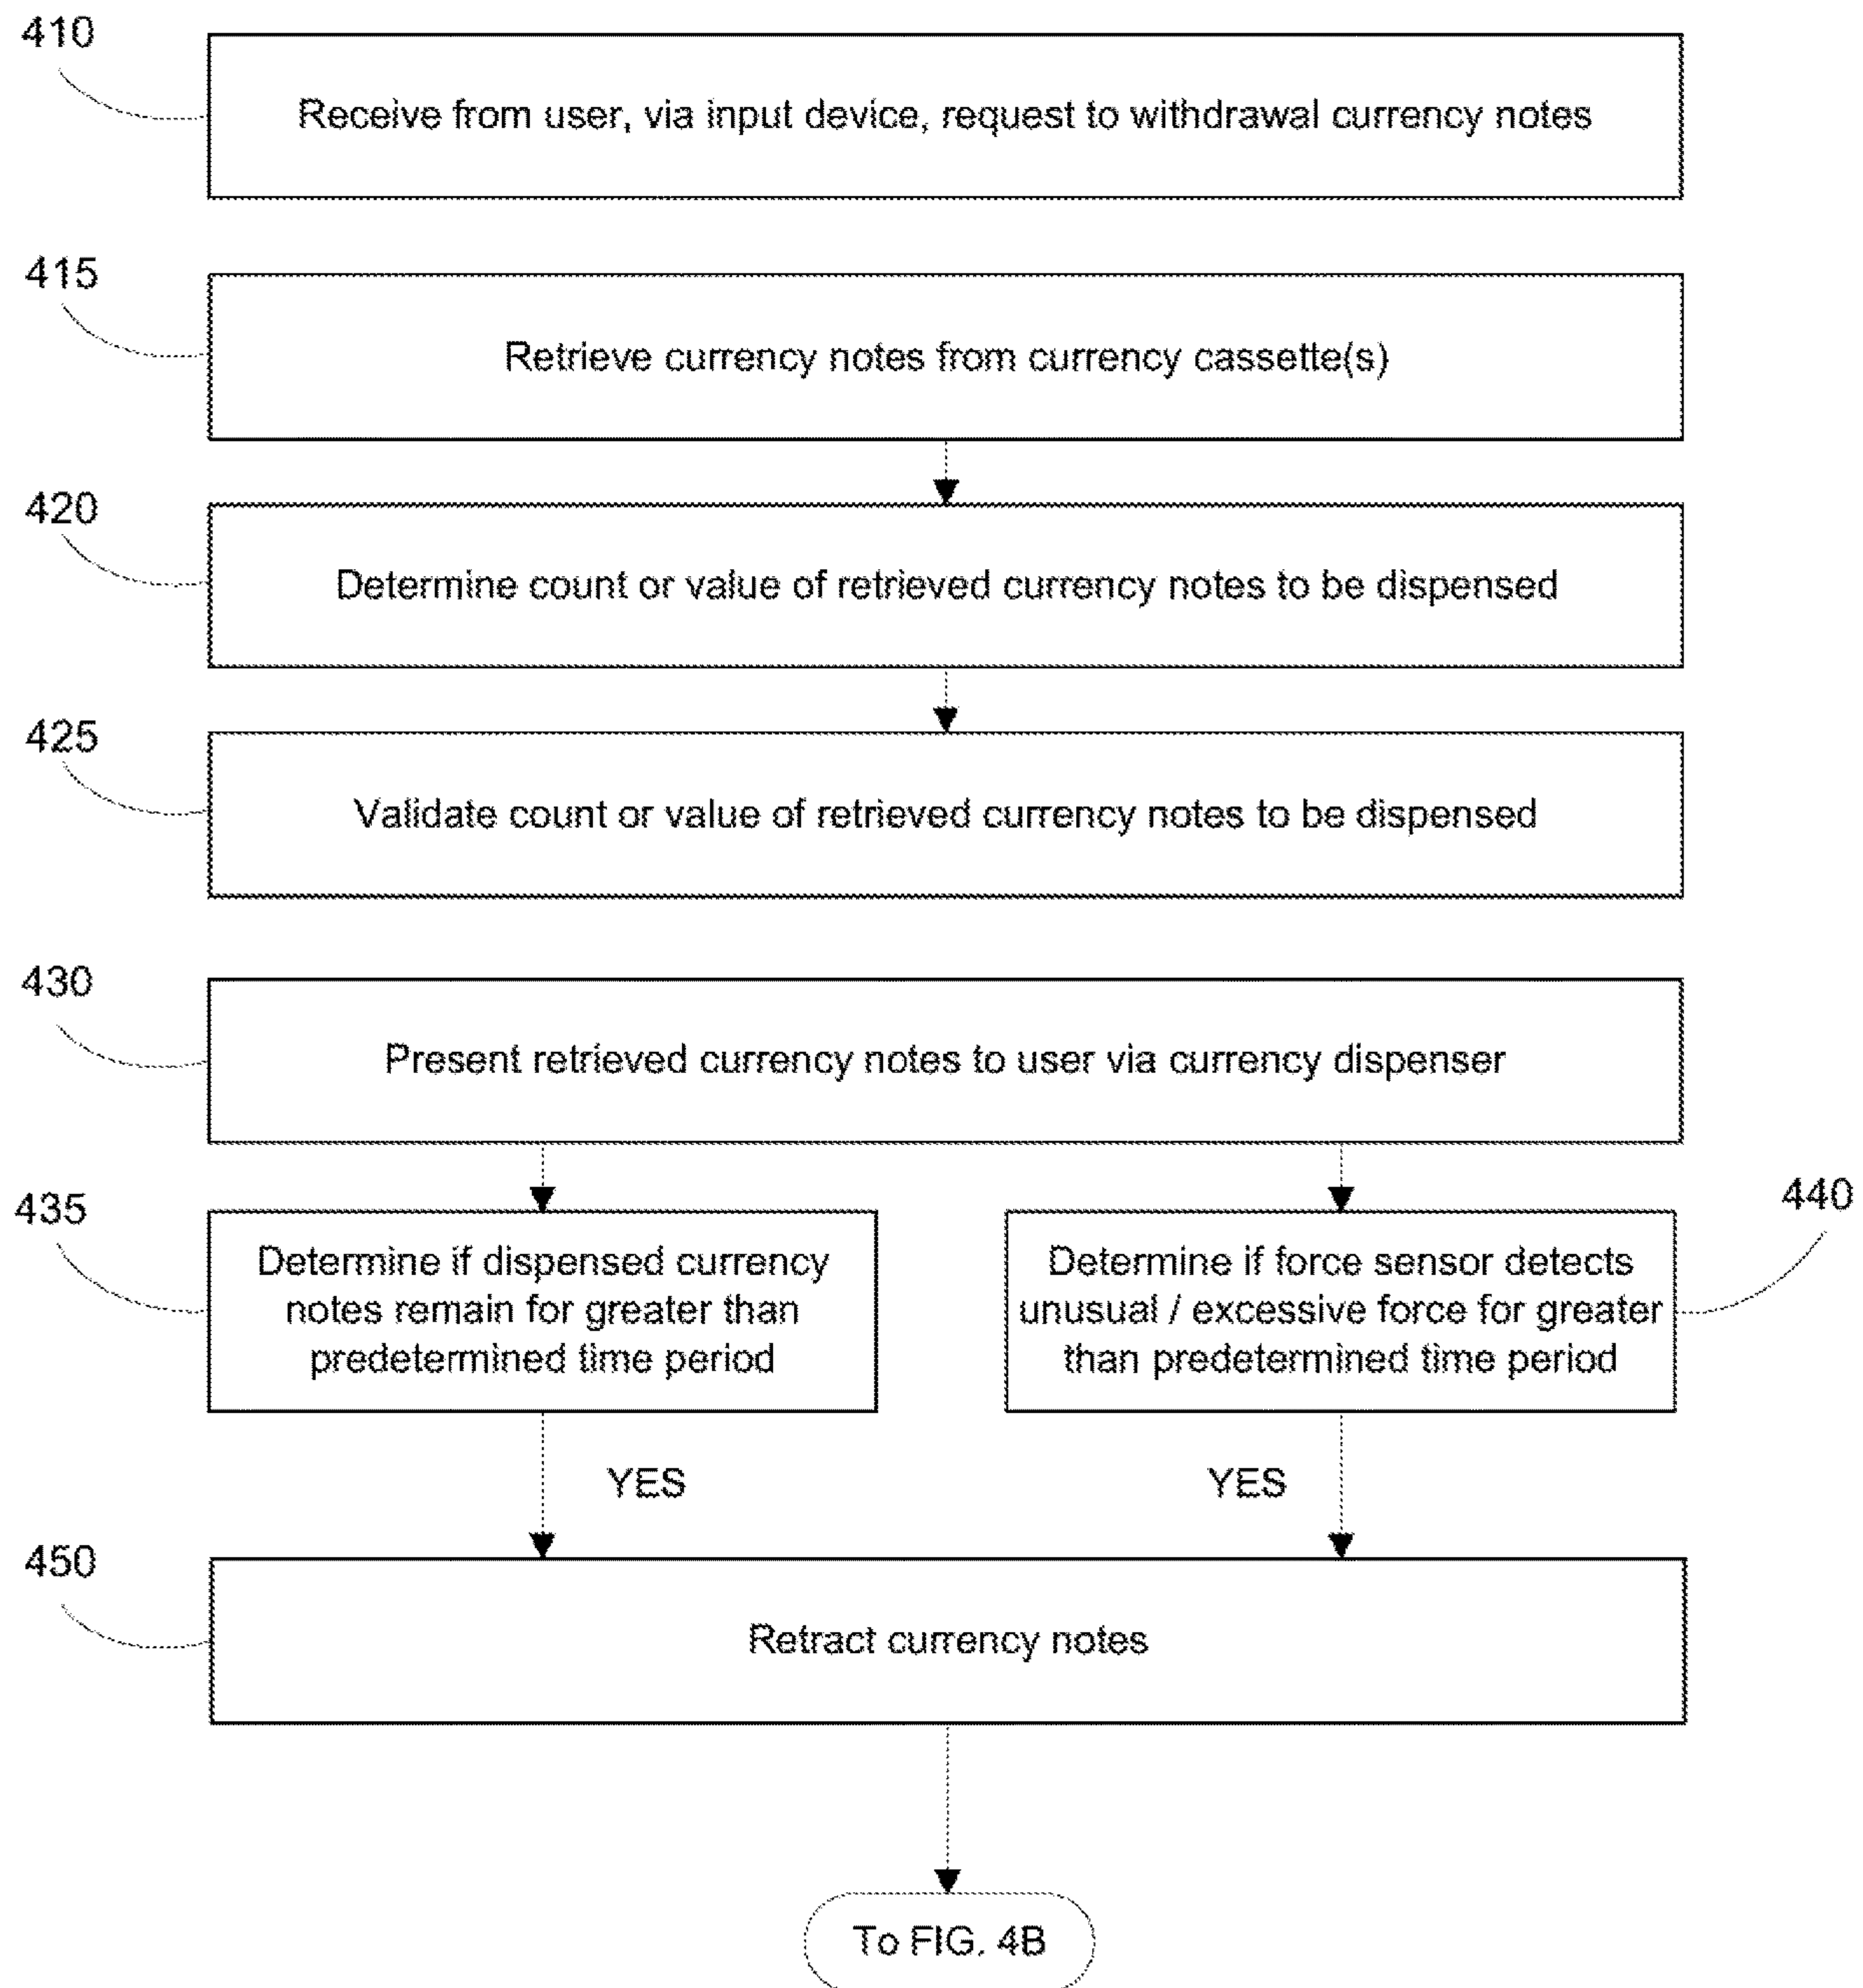 410
Receive from user, via input device, request to withdrawal currency notes
415
Retrieve currency notes from currency cassette(s)
420
Determine count or value of retrieved currency notes to be dispensed
425
Validate count or value of retrieved currency notes to be dispensed
430
Present retrieved currency notes to user via currency dispenser
435
Determine if dispensed currency
notes remain for greater than
predetermined time period
440
Determine if force sensor detects
unusual / excessive force for greater
than predetermined time period
YES
YES
450
Retract currency notes
To FIG. 4B